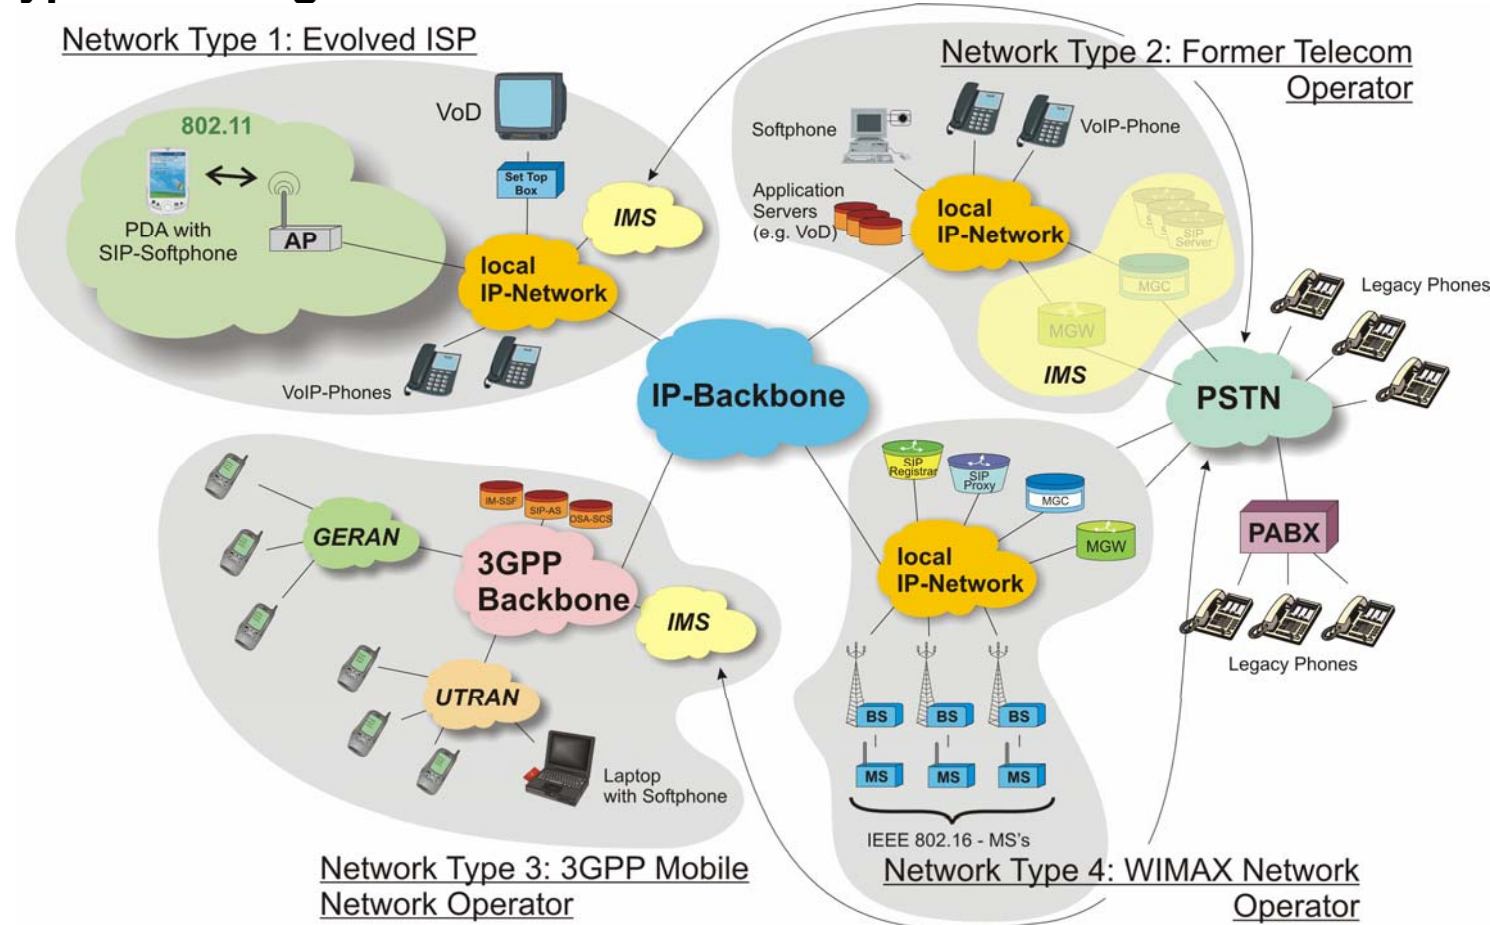 Network Type 1: Evolved ISP
802.11
PDA with
SIP-Softphone
AP
VoD
Set Top
Box
IMS
local
IP-Network
VoIP-Phones
Network Type 2: Former Telecom
Operator
Softphone
VoIP-Phone
Application
Servers
(e.g. VoD)
local
IP-Network
S
S
SIP
Server
MGC
MGW
IMS
Legacy Phones
IP-Backbone
PSTN
PABX
Legacy Phones
GERAN
IM-SSF
SIP-AS
OSA-SCS
3GPP
Backbone
IMS
UTRAN
Laptop
with Softphone
Network Type 3: 3GPP Mobile
Network Operator
SIP
Registrar
SIP
Proxy
MGC
MGW
local
IP-Network
BS
BS
BS
MS
MS
MS
IEEE 802.16 - MS's
Network Type 4: WIMAX Network
Operator